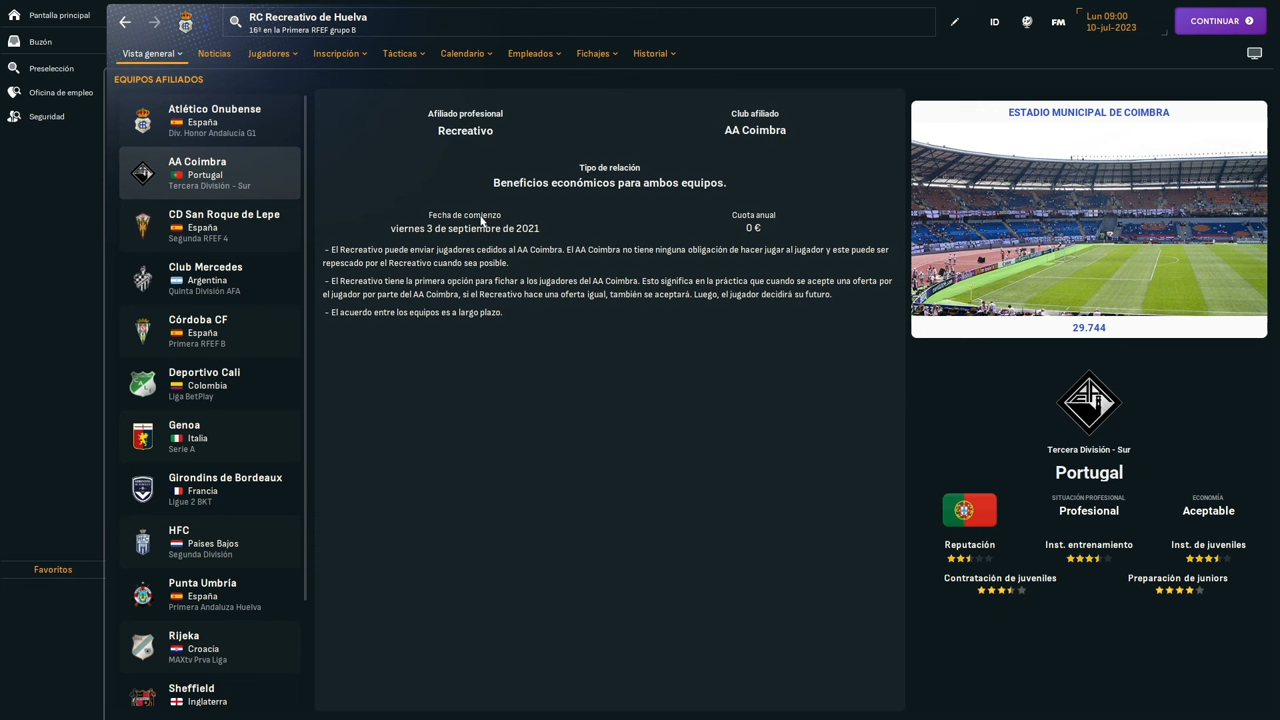 Pantalla principal
Buzón
Preselección
Oficina de empleo
Seguridad
Favoritos
RC Recreativo de Huelva
16º en la Primera RFEF grupo B
ID
FM
Lun 09:00
10-jul-2023
CONTINUAR
Vista general
Noticias
Jugadores
Inscripción
Tácticas
Calendario
Empleados
Fichajes
Historial
EQUIPOS AFILIADOS
Atlético Onubense
España
Div. Honor Andalucía G1
AA Coimbra
Portugal
Tercera División - Sur
CD San Roque de Lepe
España
Segunda RFEF 4
Club Mercedes
Argentina
Quinta División AFA
Córdoba CF
España
Primera RFEF B
Deportivo Cali
Colombia
Liga BetPlay
Genoa
Italia
Serie A
Girondins de Bordeaux
Francia
Ligue 2 BKT
HFC
Países Bajos
Segunda División
Punta Umbría
España
Primera Andaluza Huelva
Rijeka
Croacia
MAXtv Prva Liga
Sheffield
Inglaterra
Afiliado profesional
Recreativo
Club afiliado
AA Coimbra
Tipo de relación
Beneficios económicos para ambos equipos.
Fecha de comienzo
viernes 3 de septiembre de 2021
Cuota anual
0 €
- El Recreativo puede enviar jugadores cedidos al AA Coimbra. El AA Coimbra no tiene ninguna obligación de hacer jugar al jugador y este puede ser
repescado por el Recreativo cuando sea posible.
- El Recreativo tiene la primera opción para fichar a los jugadores del AA Coimbra. Esto significa en la práctica que cuando se acepte una oferta por
el jugador por parte del AA Coimbra, si el Recreativo hace una oferta igual, también se aceptará. Luego, el jugador decidirá su futuro.
- El acuerdo entre los equipos es a largo plazo.
ESTADIO MUNICIPAL DE COIMBRA
29.744
Tercera División - Sur
Portugal
SITUACIÓN PROFESIONAL
Profesional
ECONOMÍA
Aceptable
Reputación
Inst. entrenamiento
Inst. de juveniles
Contratación de juveniles
Preparación de juniors